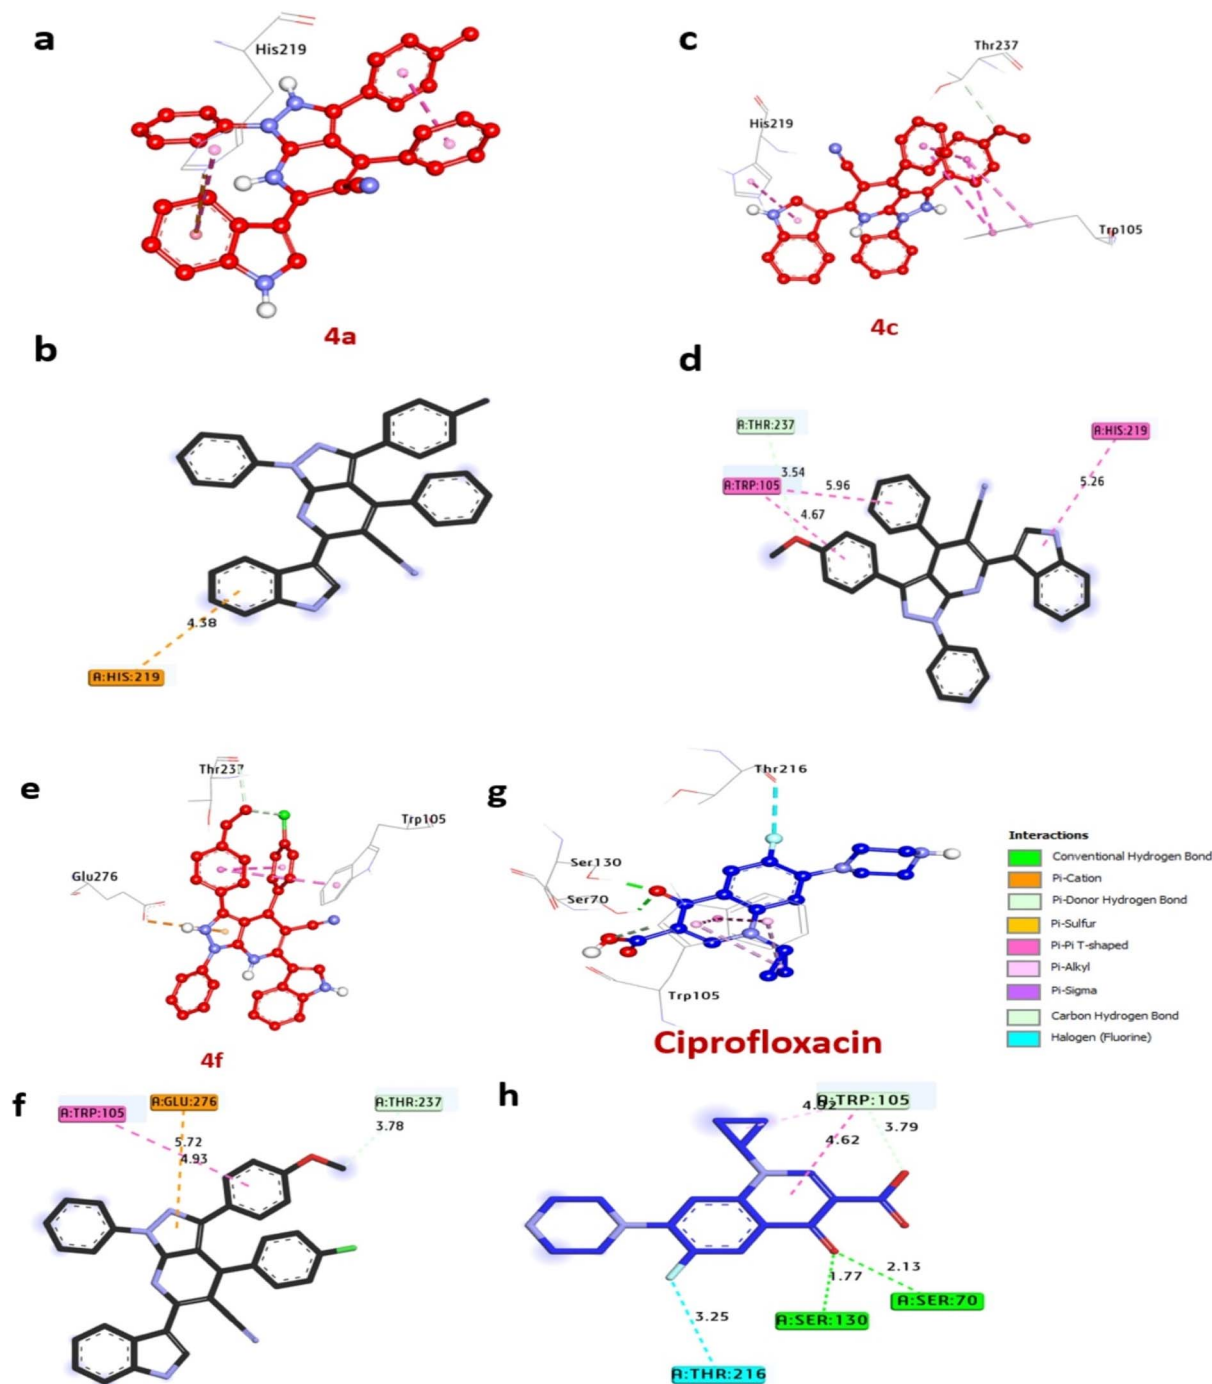 a
His219
4a
c
Thr237
His219
Trp105
4c
b
4.38
A:HIS:219
d
A:THR:237
A:HIS:219
3.54
A:TRP:105
5.96
5.26
4.67
e
Thr237
Trp105
Glu276
4f
g
Thr216
Ser130
Ser70
Trp105
Ciprofloxacin
Interactions
Conventional Hydrogen Bond
Pi-Cation
Pi-Donor Hydrogen Bond
Pi-Sulfur
Pi-Pi T-shaped
Pi-Alkyl
Pi-Sigma
Carbon Hydrogen Bond
Halogen (Fluorine)
f
A:TRP:105
A:GLU:276
A:THR:237
5.72
3.78
4.93
h
A:TRP:105
4.62
3.79
1.77
2.13
A:SER:70
3.25
A:SER:130
A:THR:216